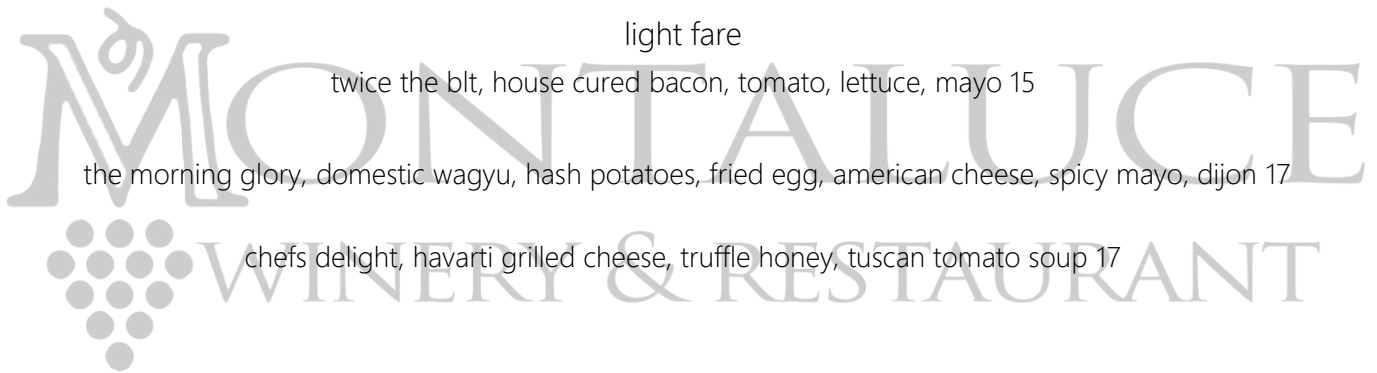 light fare
twice the blt, house cured bacon, tomato, lettuce, mayo 15
MONTALUCE
the morning glory, domestic wagyu, hash potatoes, fried egg, american cheese, spicy mayo, dijon 17
chefs delight, havarti grilled cheese, truffle honey, tuscan tomato soup 17
WINERY & RESTAURANT